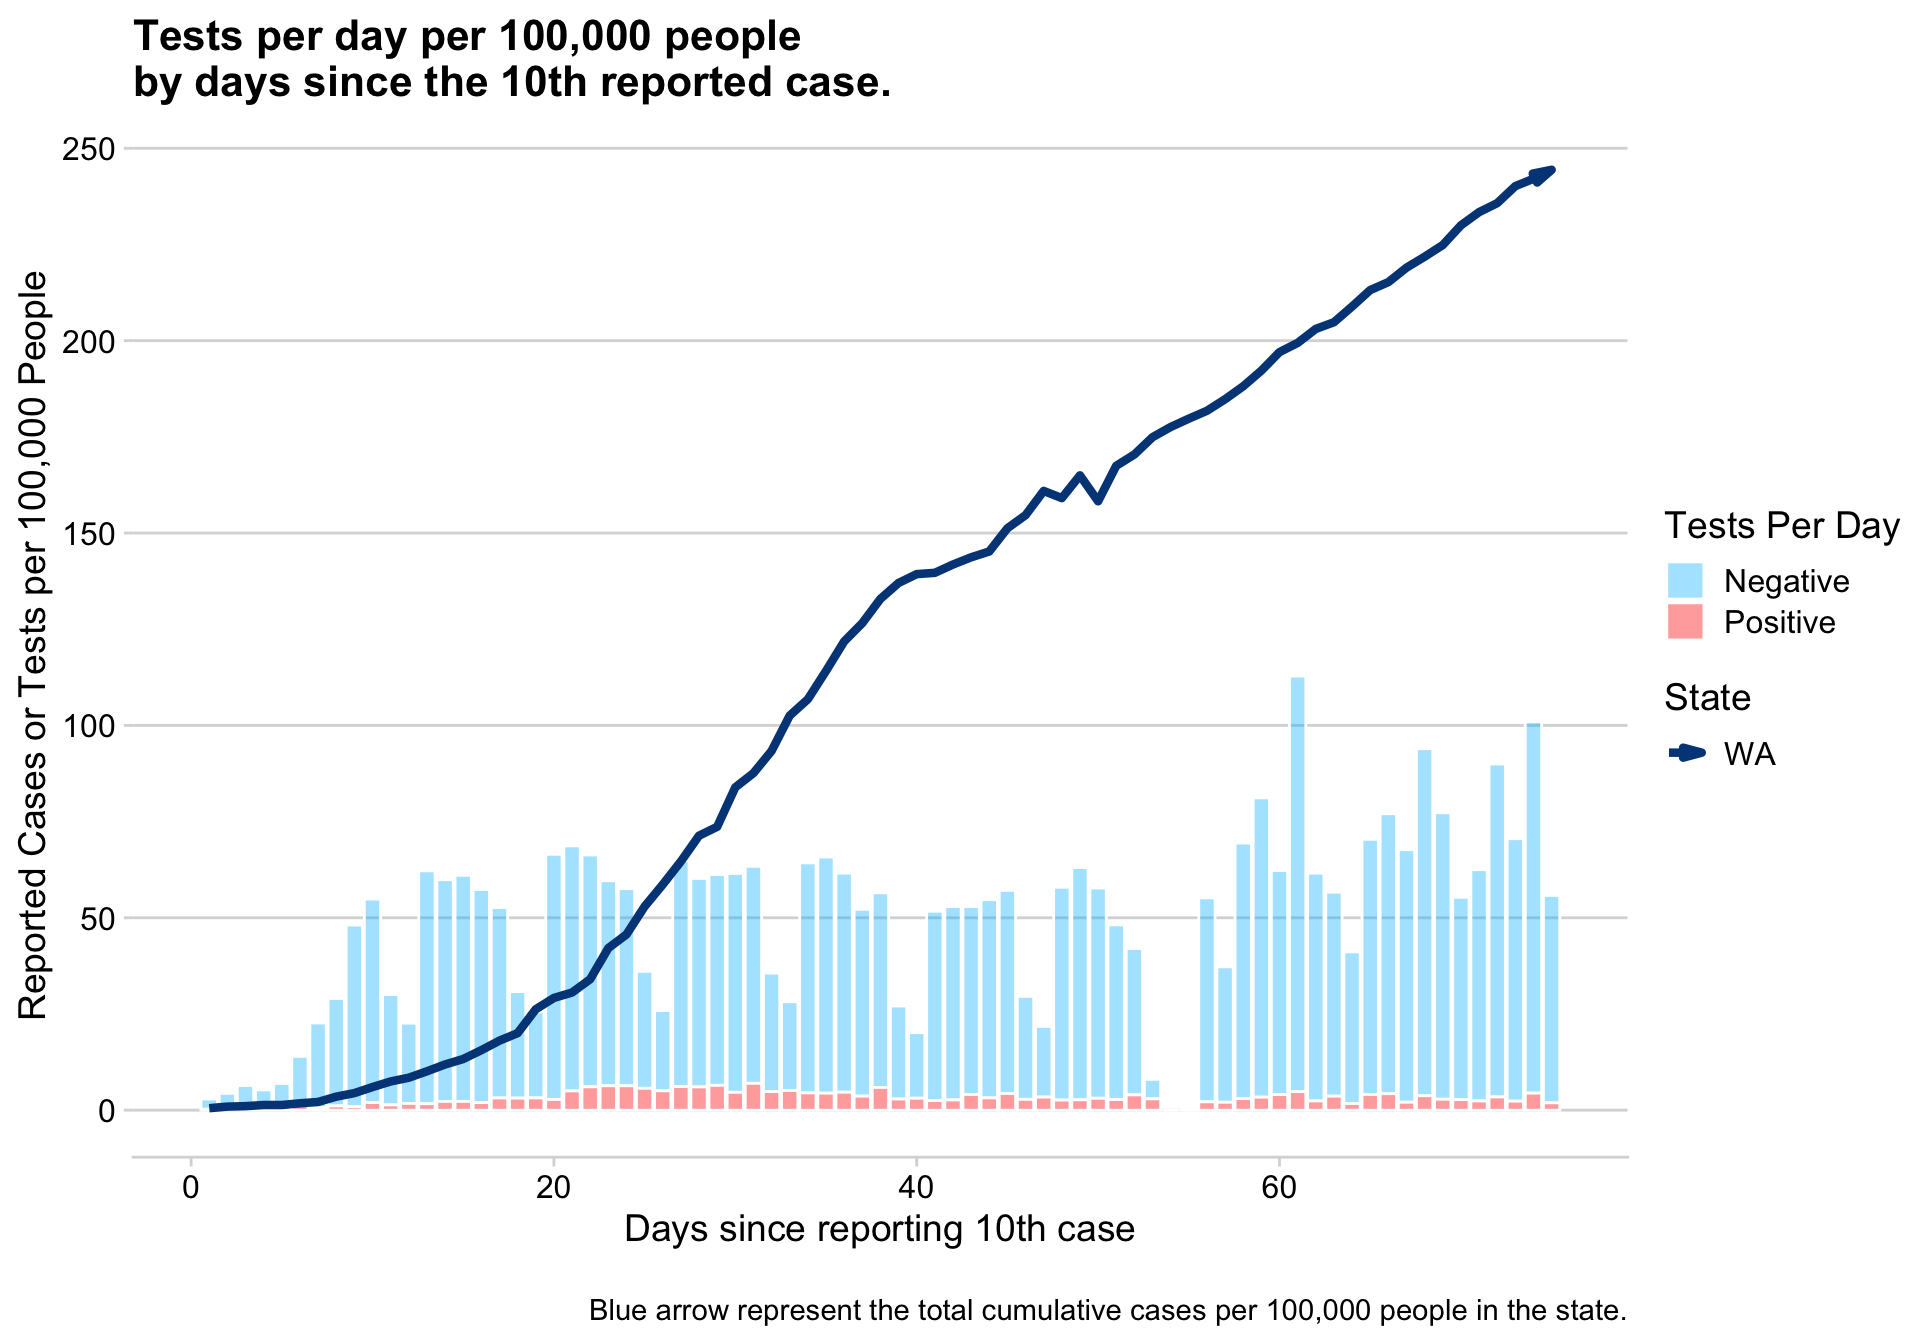 Tests per day per 100,000 people
by days since the 10th reported case.
Reported Cases or Tests per 100,000 People
250
200
150
100
50
0
0 20 40 60
Days since reporting 10th case
Tests Per Day
Negative
Positive
State
WA
Blue arrow represent the total cumulative cases per 100,000 people in the state.